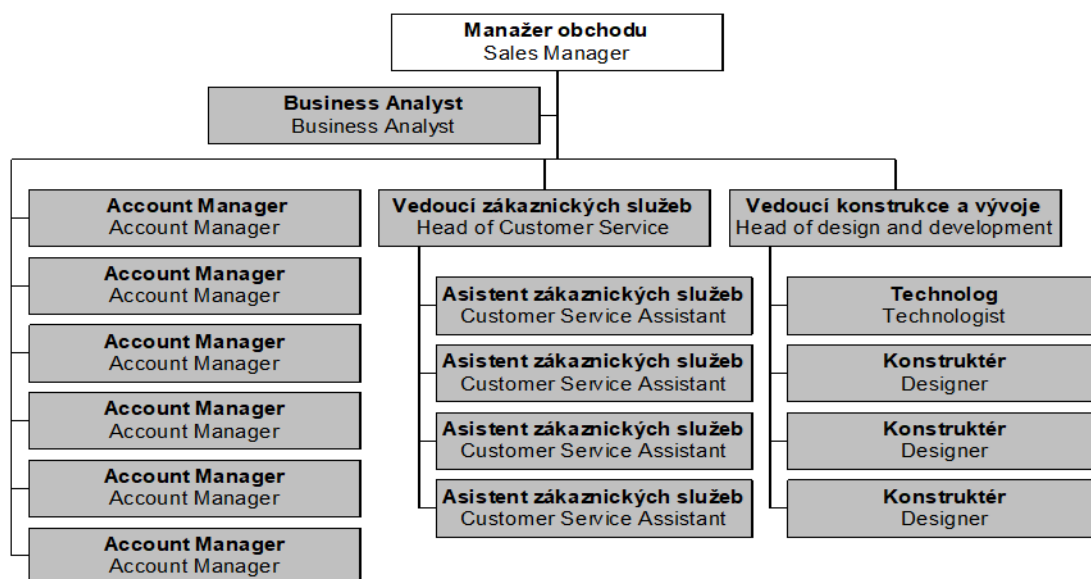 Manažer obchodu
Sales Manager
Business Analyst
Business Analyst
Account Manager
Account Manager
Account Manager
Account Manager
Account Manager
Account Manager
Account Manager
Account Manager
Account Manager
Account Manager
Account Manager
Account Manager
Vedoucí zákaznických služeb
Head of Customer Service
Asistent zákaznických služeb
Customer Service Assistant
Asistent zákaznických služeb
Customer Service Assistant
Asistent zákaznických služeb
Customer Service Assistant
Asistent zákaznických služeb
Customer Service Assistant
Vedoucí konstrukce a vývoje
Head of design and development
Technolog
Technologist
Konstruktér
Designer
Konstruktér
Designer
Konstruktér
Designer